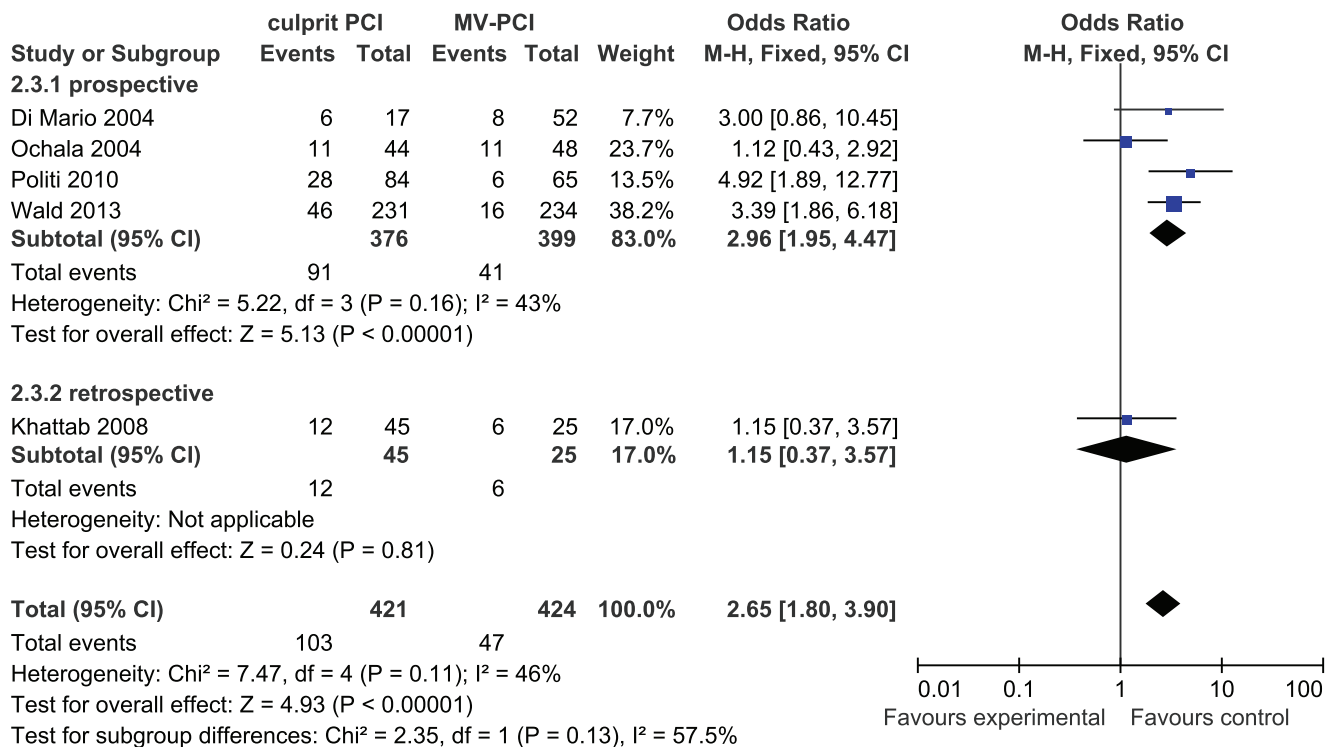 culprit PCI MV-PCI Odds Ratio Odds Ratio
Study or Subgroup Events Total Events Total Weight M-H, Fixed, 95% CI M-H, Fixed, 95% CI
2.3.1 prospective
Di Mario 2004 6 17 8 52 7.7% 3.00 [0.86, 10.45]
Ochala 2004 11 44 11 48 23.7% 1.12 [0.43, 2.92]
Politi 2010 28 84 6 65 13.5% 4.92 [1.89, 12.77]
Wald 2013 46 231 16 234 38.2% 3.39 [1.86, 6.18]
Subtotal (95% CI) 376 399 83.0% 2.96 [1.95, 4.47]
Total events 91 41
Heterogeneity: Chi² = 5.22, df = 3 (P = 0.16); I² = 43%
Test for overall effect: Z = 5.13 (P < 0.00001)
2.3.2 retrospective
Khattab 2008 12 45 6 25 17.0% 1.15 [0.37, 3.57]
Subtotal (95% CI) 45 25 17.0% 1.15 [0.37, 3.57]
Total events 12 6
Heterogeneity: Not applicable
Test for overall effect: Z = 0.24 (P = 0.81)
Total (95% CI) 421 424 100.0% 2.65 [1.80, 3.90]
Total events 103 47
Heterogeneity: Chi² = 7.47, df = 4 (P = 0.11); I² = 46%
Test for overall effect: Z = 4.93 (P < 0.00001)
Test for subgroup differences: Chi² = 2.35, df = 1 (P = 0.13), I² = 57.5%
0.01 0.1 1 10 100
Favours experimental Favours control